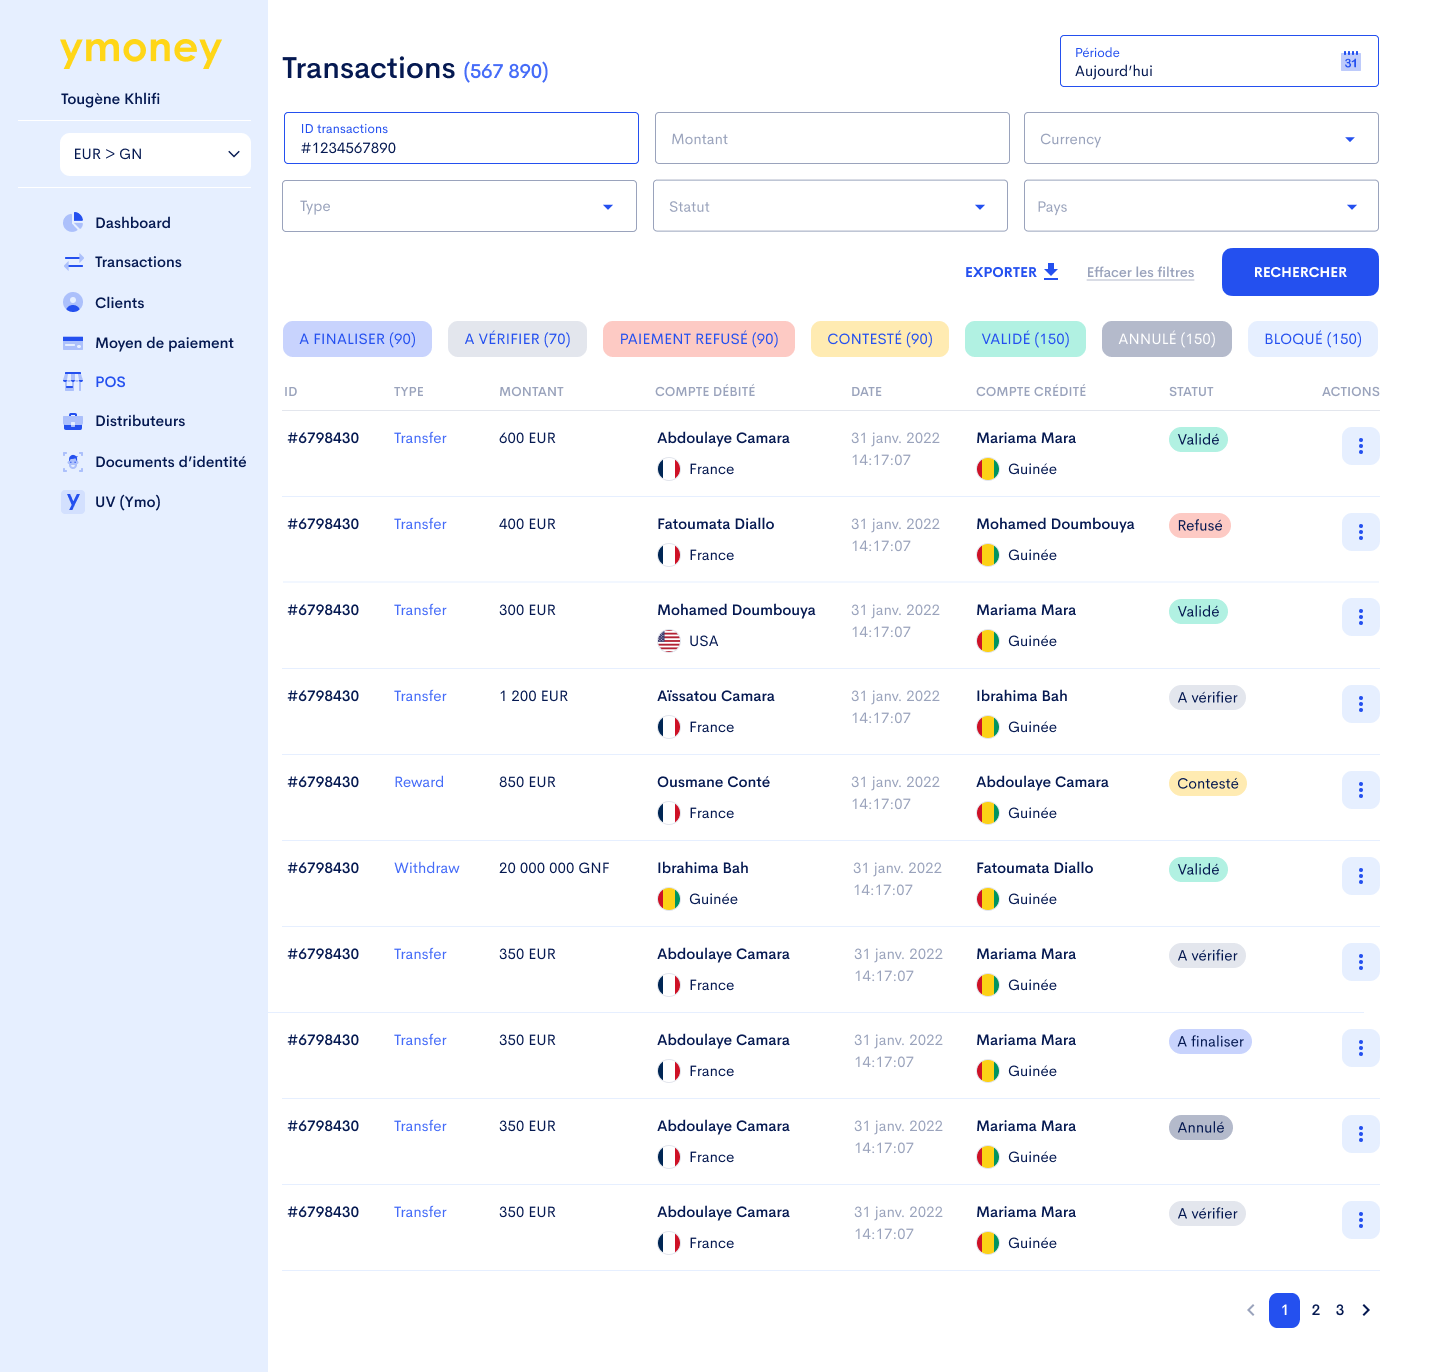 ymoney
Tougène Khlifi
EUR > GN
Dashboard
Transactions
Clients
Moyen de paiement
POS
Distributeurs
Documents d’identité
y UV (Ymo)
Transactions (567 890)
Période
Aujourd’hui
31
ID transactions
#1234567890
Montant
Currency
Type
Statut
Pays
EXPORTER
Effacer les filtres
RECHERCHER
A FINALISER (90)
A VÉRIFIER (70)
PAIEMENT REFUSÉ (90)
CONTESTÉ (90)
VALIDÉ (150)
ANNULÉ (150)
BLOQUÉ (150)
ID TYPE MONTANT COMPTE DÉBITÉ DATE COMPTE CRÉDITÉ STATUT ACTIONS
#6798430 Transfer 600 EUR Abdoulaye Camara 31 janv. 2022 Mariama Mara Validé
France 14:17:07 Guinée
#6798430 Transfer 400 EUR Fatoumata Diallo 31 janv. 2022 Mohamed Doumbouya Refusé
France 14:17:07 Guinée
#6798430 Transfer 300 EUR Mohamed Doumbouya 31 janv. 2022 Mariama Mara Validé
USA 14:17:07 Guinée
#6798430 Transfer 1 200 EUR Aïssatou Camara 31 janv. 2022 Ibrahima Bah A vérifier
France 14:17:07 Guinée
#6798430 Reward 850 EUR Ousmane Conté 31 janv. 2022 Abdoulaye Camara Contesté
France 14:17:07 Guinée
#6798430 Withdraw 20 000 000 GNF Ibrahima Bah 31 janv. 2022 Fatoumata Diallo Validé
Guinée 14:17:07 Guinée
#6798430 Transfer 350 EUR Abdoulaye Camara 31 janv. 2022 Mariama Mara A vérifier
France 14:17:07 Guinée
#6798430 Transfer 350 EUR Abdoulaye Camara 31 janv. 2022 Mariama Mara A finaliser
France 14:17:07 Guinée
#6798430 Transfer 350 EUR Abdoulaye Camara 31 janv. 2022 Mariama Mara Annulé
France 14:17:07 Guinée
#6798430 Transfer 350 EUR Abdoulaye Camara 31 janv. 2022 Mariama Mara A vérifier
France 14:17:07 Guinée
1 2 3